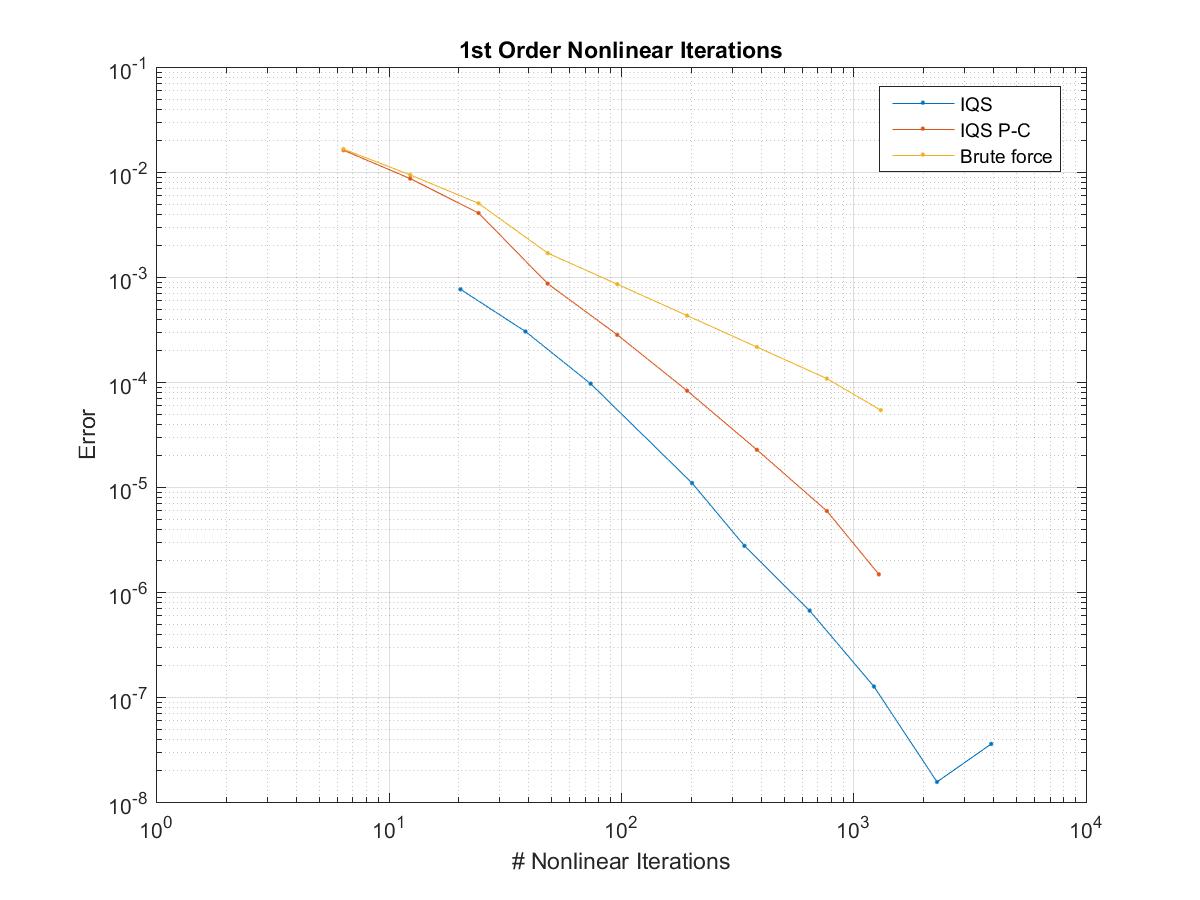 1st Order Nonlinear Iterations
10^-1
10^-2
10^-3
10^-4
10^-5
10^-6
10^-7
10^-8
Error
IQS
IQS P-C
Brute force
10^0
10^1
10^2
10^3
10^4
# Nonlinear Iterations